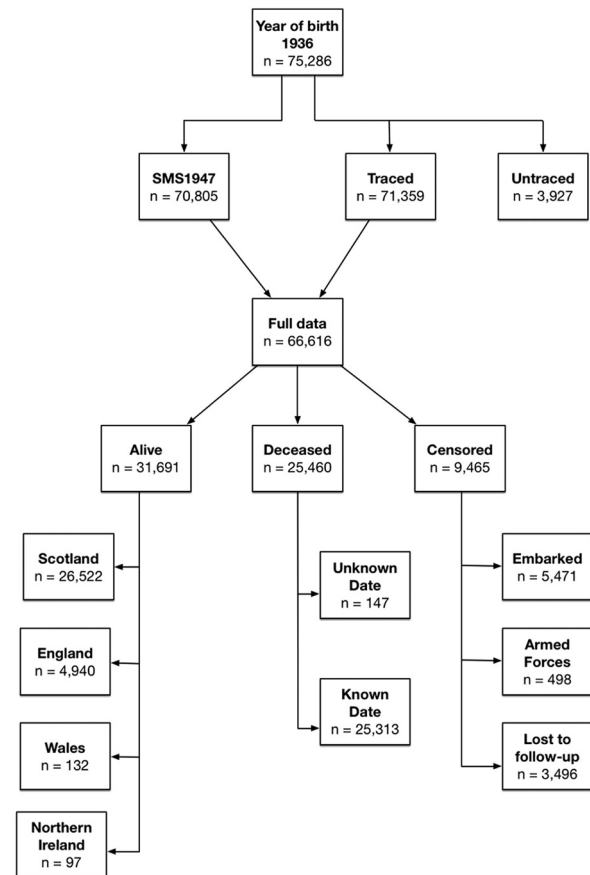 Year of birth
1936
n = 75,286
SMS1947
n = 70,805
Traced
n = 71,359
Untraced
n = 3,927
Full data
n = 66,616
Alive
n = 31,691
Deceased
n = 25,460
Censored
n = 9,465
Scotland
n = 26,522
England
n = 4,940
Wales
n = 132
Northern
Ireland
n = 97
Unknown
Date
n = 147
Known
Date
n = 25,313
Embarked
n = 5,471
Armed
Forces
n = 498
Lost to
follow-up
n = 3,496